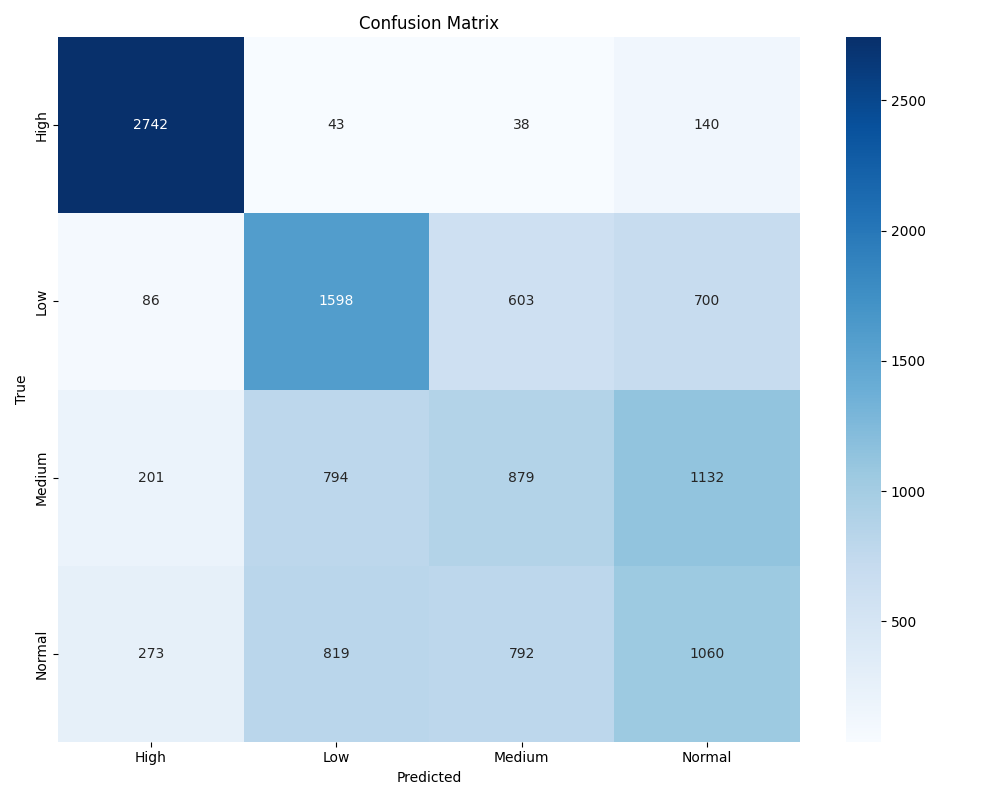 Confusion Matrix
High
2742
43
38
140
Low
86
1598
603
700
Medium
201
794
879
1132
Normal
273
819
792
1060
High
Low
Medium
Normal
Predicted
True
2500
2000
1500
1000
500